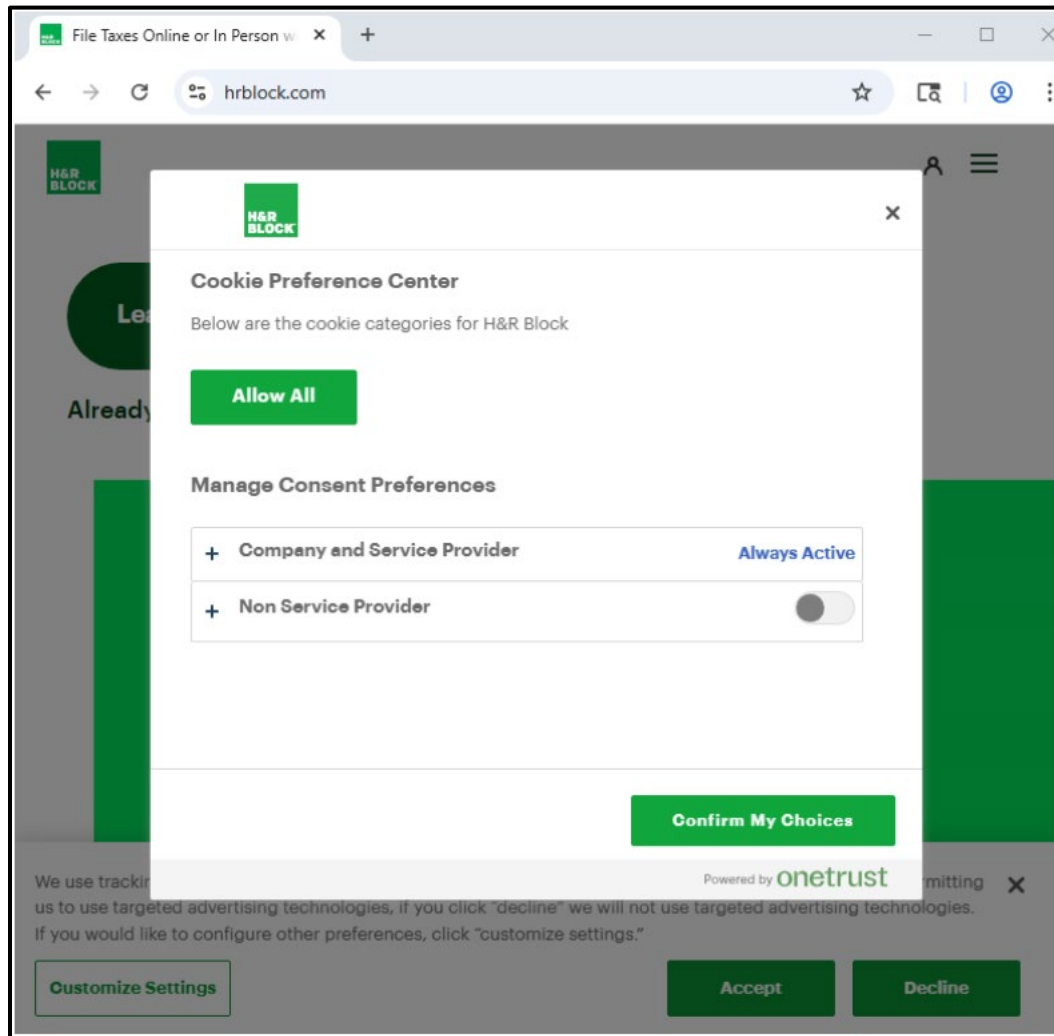 File Taxes Online or In Person w
hrblock.com
H&R
BLOCK
H&R
BLOCK
Lea
Already
Cookie Preference Center
Below are the cookie categories for H&R Block
Allow All
Manage Consent Preferences
Company and Service Provider Always Active
Non Service Provider
Confirm My Choices
Powered by onetrust
We use trackin mitting
us to use targeted advertising technologies, if you click "decline" we will not use targeted advertising technologies.
If you would like to configure other preferences, click "customize settings."
Customize Settings Accept Decline